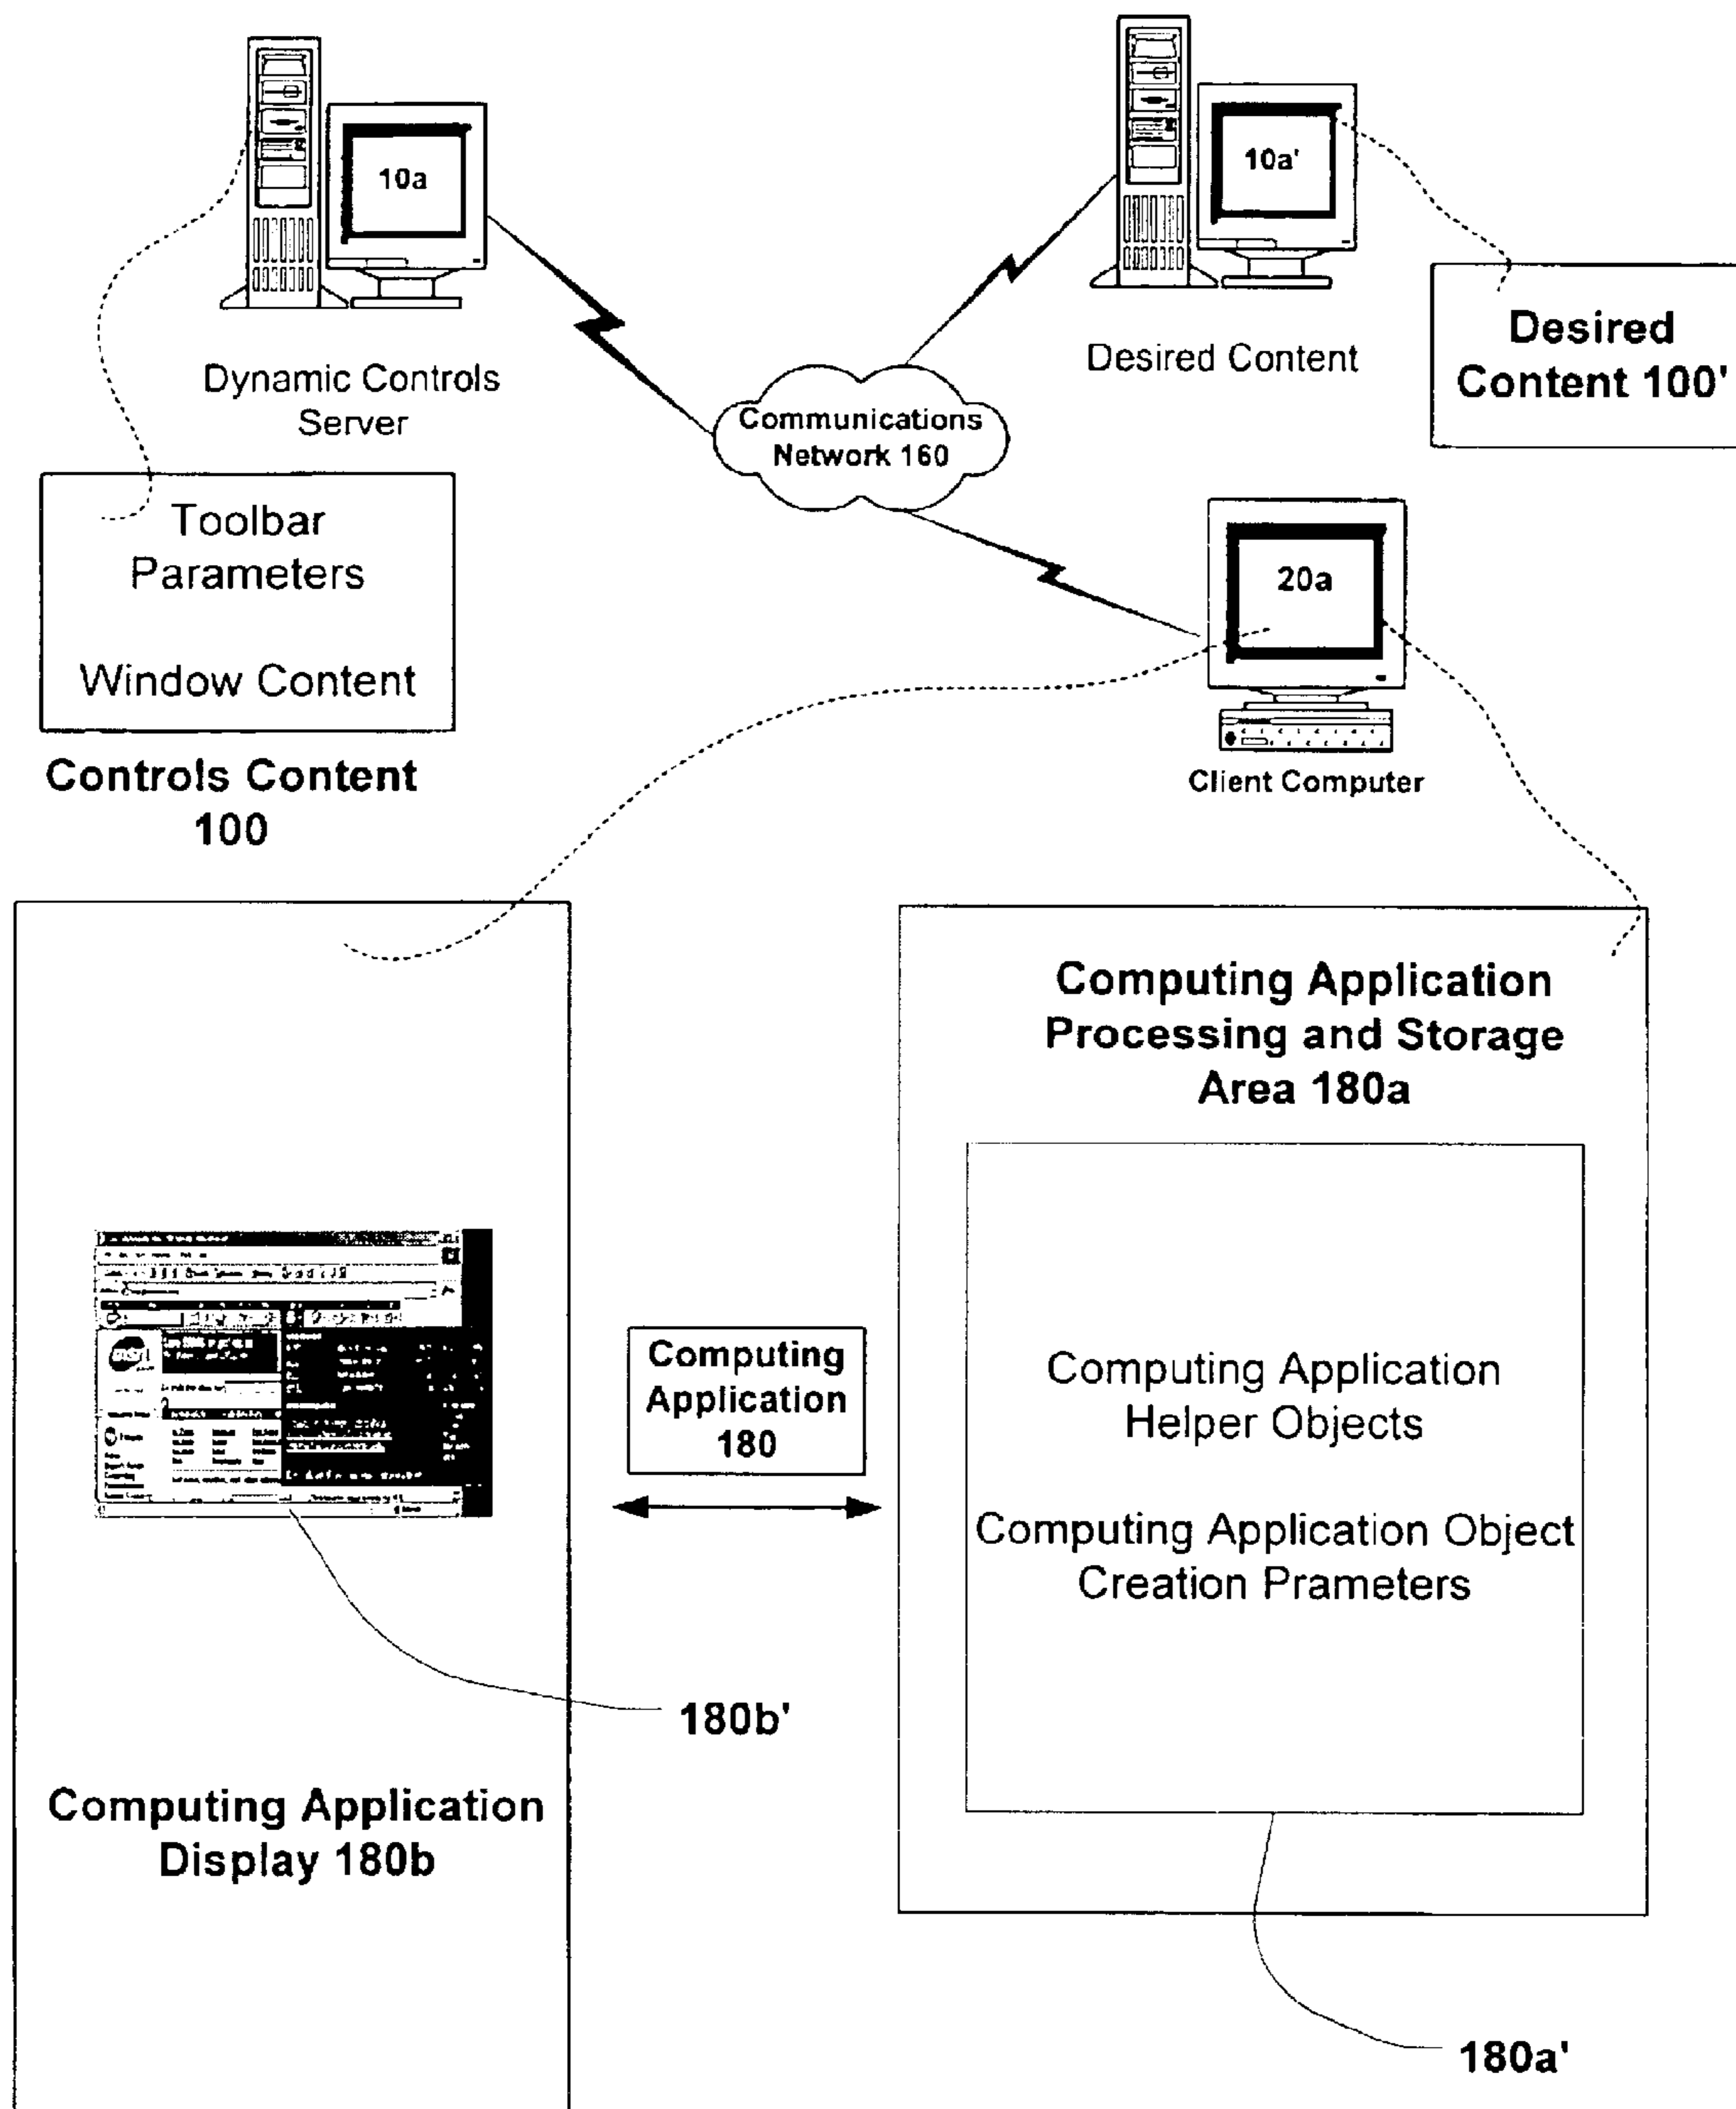 10a
10a'
Dynamic Controls
Server
Desired Content
Desired
Content 100'
Communications
Network 160
Toolbar
Parameters
Window Content
Controls Content
100
20a
Client Computer
Computing Application
Processing and Storage
Area 180a
Computing Application
Helper Objects
Computing Application Object
Creation Prameters
Computing
Application
180
msn
180b'
Computing Application
Display 180b
180a'